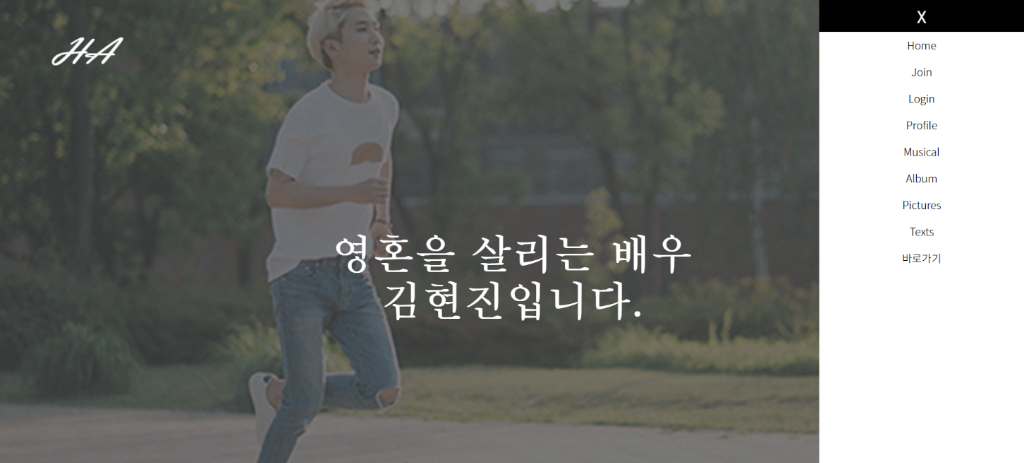 HA
영혼을 살리는 배우
김현진입니다.
X
Home
Join
Login
Profile
Musical
Album
Pictures
Texts
바로가기